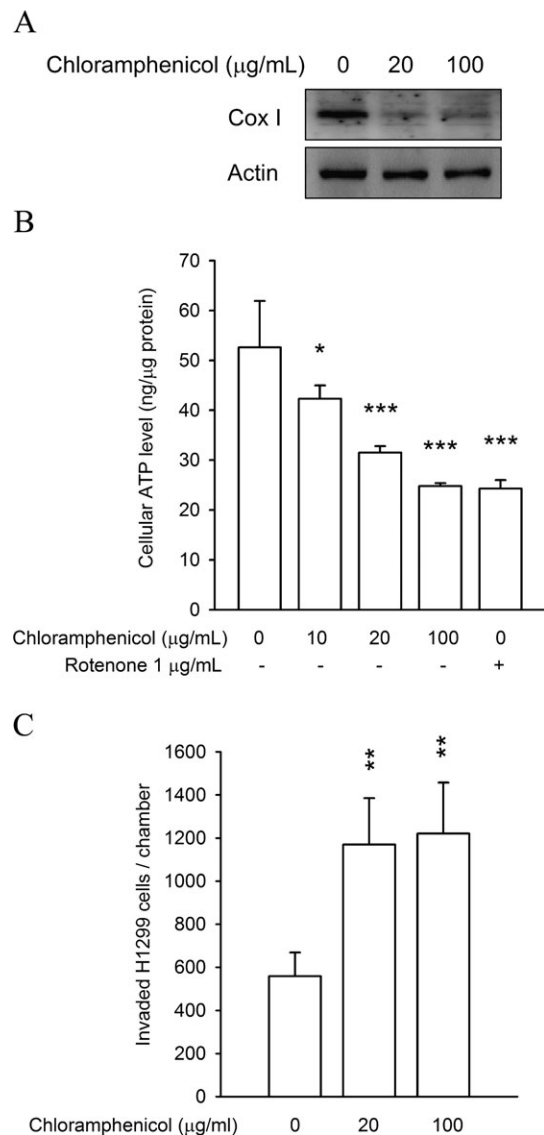 A
Chloramphenicol (μg/mL) 0 20 100
Cox I
Actin
B
Cellular ATP level (ng/μg protein)
70
60
50
40
30
20
10
0
* *** *** ***
Chloramphenicol (μg/mL) 0 10 20 100 0
Rotenone 1 μg/mL - - - - +
C
Invaded H1299 cells / chamber
1600
1400
1200
1000
800
600
400
200
0
** **
Chloramphenicol (μg/ml) 0 20 100